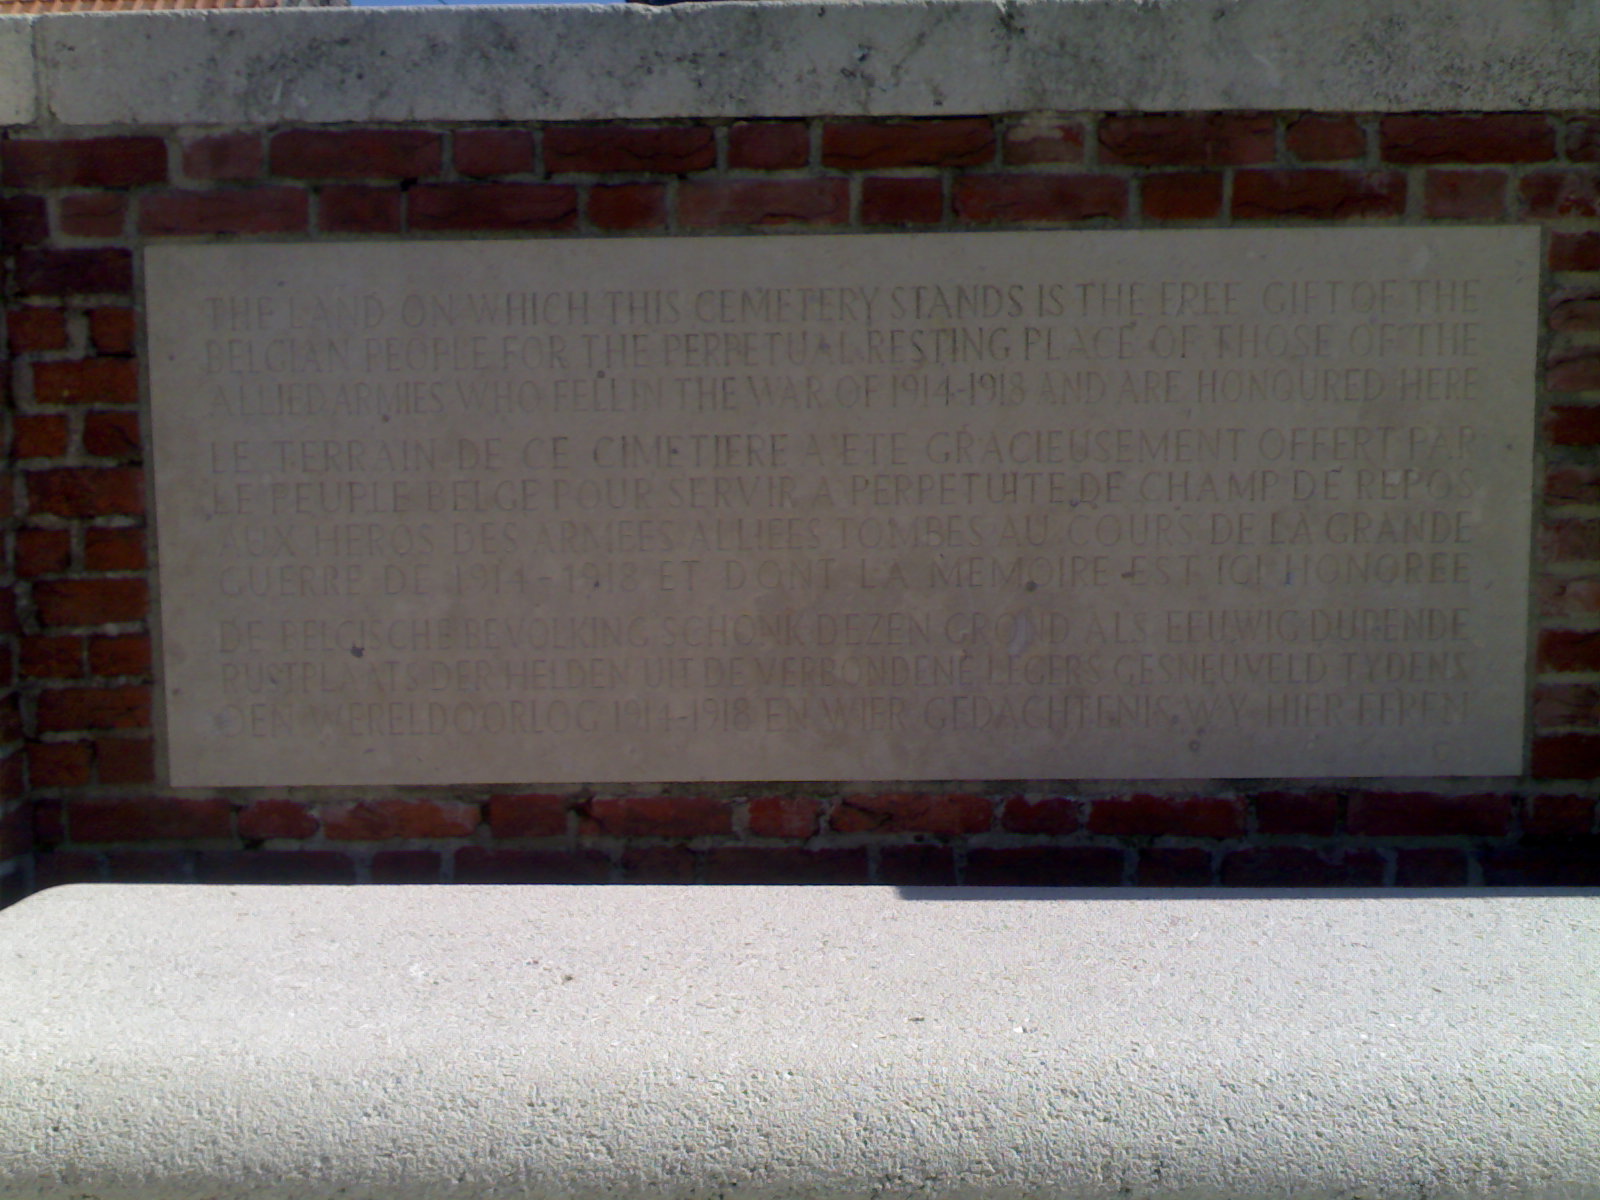 THE LAND ON WHICH THIS CEMETERY STANDS IS THE FREE GIFT OF THE
BELGIAN PEOPLE FOR THE PERPETUAL RESTING PLACE OF THOSE OF THE
ALLIED ARMIES WHO FELL IN THE WAR OF 1914-1918 AND ARE HONOURED HERE
LE TERRAIN DE CE CIMETIERE A ETE GRACIEUSEMENT OFFERT PAR
LE PEUPLE BELGE POUR SERVIR A PERPETUITE DE CHAMP DE REPOS
AUX HEROS DES ARMEES ALLIEES TOMBES AU COURS DE LA GRANDE
GUERRE DE 1914-1918 ET DONT LA MEMOIRE EST ICI HONOREE
DE BELGISCHE BEVOLKING SCHONK DEZEN GROND ALS EEUWIG DURENDE
RUSTPLAATS DER HELDEN UIT DE VERBONDENE LEGERS GESNEUVELD TYDENS
DEN WERELDOORLOG 1914-1918 EN WIER GEDACHTENIS WY HIER EEREN